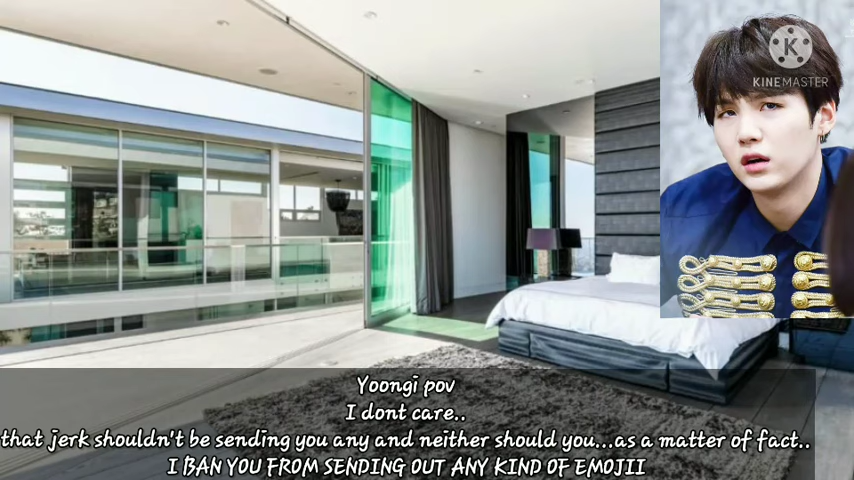 KINEMASTER
Yoongi pov
I dont care..
that jerk shouldn't be sending you any and neither should you...as a matter of fact..
I BAN YOU FROM SENDING OUT ANY KIND OF EMOJII